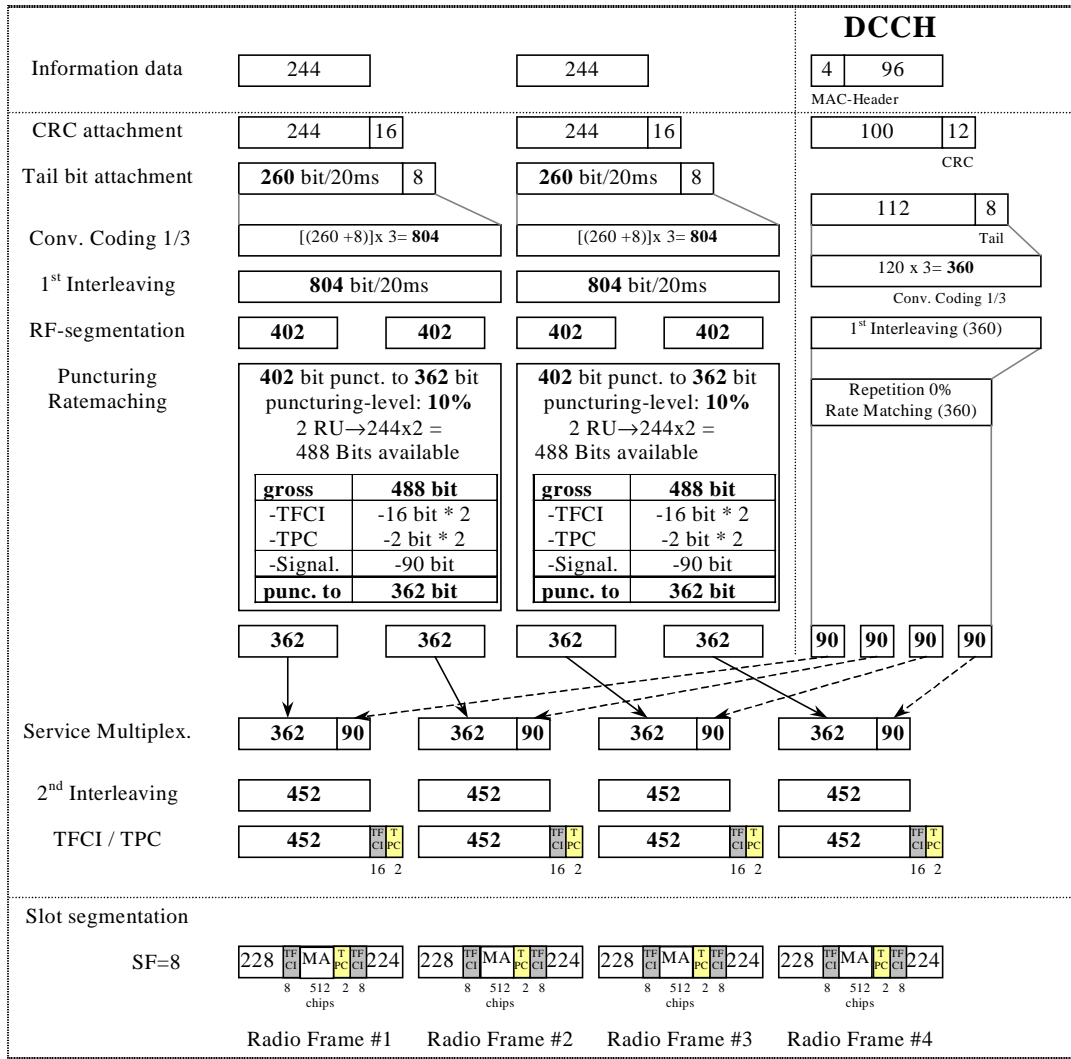 DCCH
Information data 244 244 4 96
MAC-Header
CRC attachment 244 16 244 16 100 12
CRC
Tail bit attachment 260 bit/20ms 8 260 bit/20ms 8
112 8
Tail
Conv. Coding 1/3 [(260 +8)]x 3= 804 [(260 +8)]x 3= 804
120 x 3= 360
Conv. Coding 1/3
1st Interleaving 804 bit/20ms 804 bit/20ms
RF-segmentation 402 402 402 402 1st Interleaving (360)
Puncturing
Ratemaching
402 bit punct. to 362 bit
puncturing-level: 10%
2 RU→244x2 =
488 Bits available
gross 488 bit
-TFCI -16 bit * 2
-TPC -2 bit * 2
-Signal. -90 bit
punc. to 362 bit
402 bit punct. to 362 bit
puncturing-level: 10%
2 RU→244x2 =
488 Bits available
gross 488 bit
-TFCI -16 bit * 2
-TPC -2 bit * 2
-Signal. -90 bit
punc. to 362 bit
Repetition 0%
Rate Matching (360)
362 362 362 362 90 90 90 90
Service Multiplex. 362 90 362 90 362 90 362 90
2nd Interleaving 452 452 452 452
TFCI / TPC 452 TF CI T PC 452 TF CI T PC 452 TF CI T PC 452 TF CI T PC
16 2 16 2 16 2 16 2
Slot segmentation
SF=8 228 TF CI MA T PC TF CI 224 228 TF CI MA T PC TF CI 224 228 TF CI MA T PC TF CI 224 228 TF CI MA T PC TF CI 224
8 512 2 8 8 512 2 8 8 512 2 8 8 512 2 8
chips chips chips chips
Radio Frame #1 Radio Frame #2 Radio Frame #3 Radio Frame #4